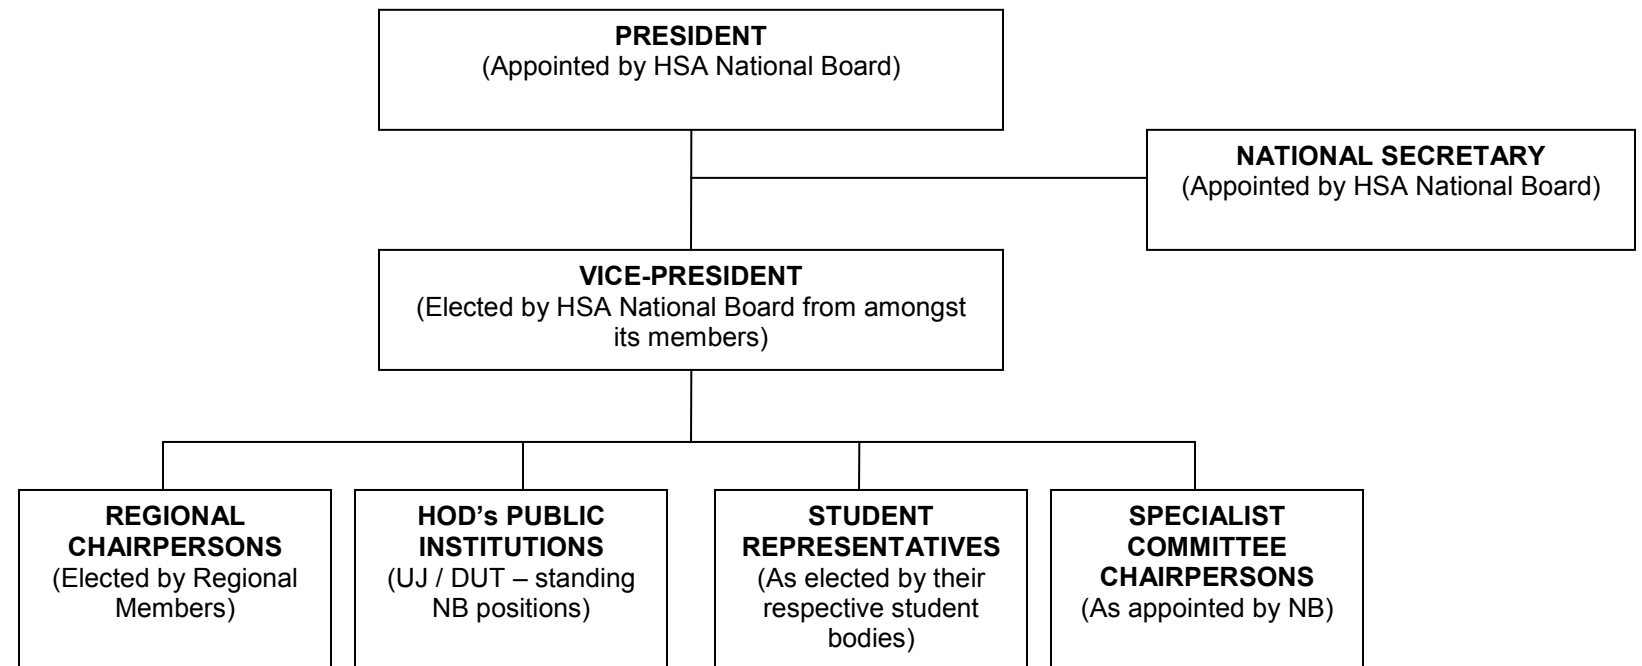 PRESIDENT
(Appointed by HSA National Board)
NATIONAL SECRETARY
(Appointed by HSA National Board)
VICE-PRESIDENT
(Elected by HSA National Board from amongst
its members)
REGIONAL
CHAIRPERSONS
(Elected by Regional
Members)
HOD’s PUBLIC
INSTITUTIONS
(UJ / DUT – standing
NB positions)
STUDENT
REPRESENTATIVES
(As elected by their
respective student
bodies)
SPECIALIST
COMMITTEE
CHAIRPERSONS
(As appointed by NB)